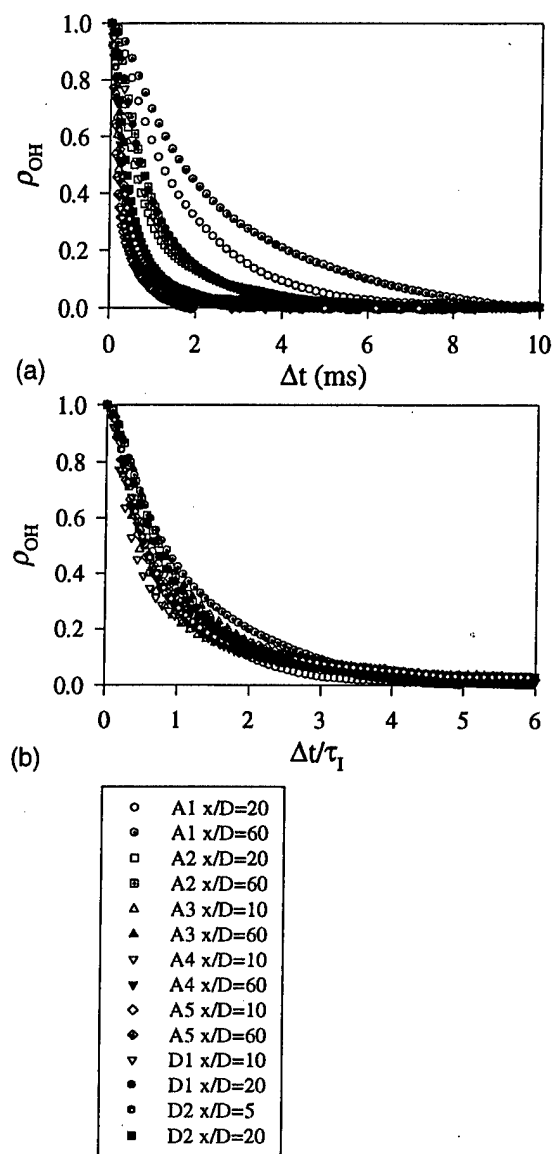 1.0
0.8
0.6
0.4
0.2
0.0
ρOH
0 2 4 6 8 10
(a)
Δt (ms)
1.0
0.8
0.6
0.4
0.2
0.0
ρOH
0 1 2 3 4 5 6
(b)
Δt/τI
A1 x/D=20
A1 x/D=60
A2 x/D=20
A2 x/D=60
A3 x/D=10
A3 x/D=60
A4 x/D=10
A4 x/D=60
A5 x/D=10
A5 x/D=60
D1 x/D=10
D1 x/D=20
D2 x/D=5
D2 x/D=20